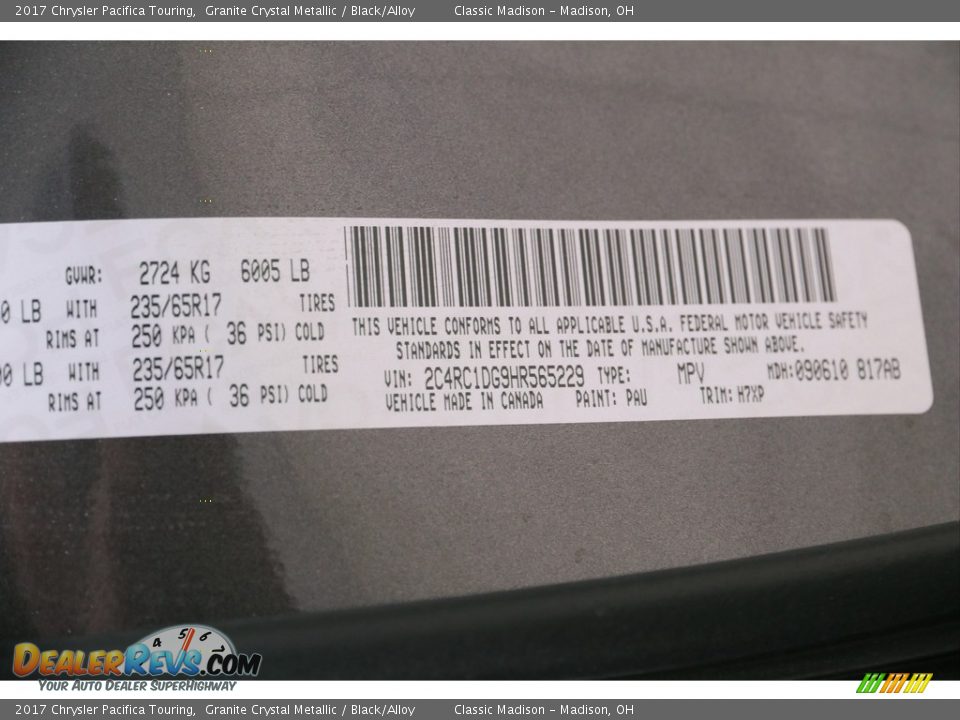 2017 Chrysler Pacifica Touring, Granite Crystal Metallic / Black/Alloy Classic Madison - Madison, OH
GVWR: 2724 KG 6005 LB
0 LB WITH 235/65R17 TIRES
RIMS AT 250 KPA ( 36 PSI) COLD
00 LB WITH 235/65R17 TIRES
RIMS AT 250 KPA ( 36 PSI) COLD
THIS VEHICLE CONFORMS TO ALL APPLICABLE U.S.A. FEDERAL MOTOR VEHICLE SAFETY
STANDARDS IN EFFECT ON THE DATE OF MANUFACTURE SHOWN ABOVE.
VIN: 2C4RC1DG9HR565229 TYPE: MPV MDH: 090610 817AB
VEHICLE MADE IN CANADA PAINT: PAU TRIM: H7XP
4 5 6
DealerRevs.com
Your Auto Dealer SuperHighway
2017 Chrysler Pacifica Touring, Granite Crystal Metallic / Black/Alloy Classic Madison - Madison, OH